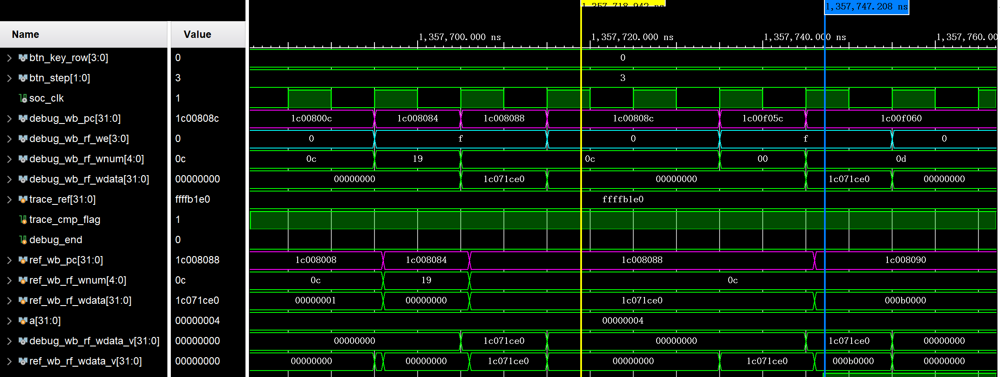 1,357,718.942 ns 1,357,747.208 ns
Name Value 1,357,700.000 ns 1,357,720.000 ns 1,357,740.000 ns 1,357,760.00
btn_key_row[3:0] 0 0
btn_step[1:0] 3 3
soc_clk 1
debug_wb_pc[31:0] 1c00808c 1c00800c 1c008084 1c008088 1c00808c 1c00f05c 1c00f060
debug_wb_rf_we[3:0] 0 0 f 0 f 0
debug_wb_rf_wnum[4:0] 0c 0c 19 0c 00 0d
debug_wb_rf_wdata[31:0] 00000000 00000000 1c071ce0 00000000 1c071ce0 00000000
trace_ref[31:0] ffffb1e0 ffffb1e0
trace_cmp_flag 1
debug_end 0
ref_wb_pc[31:0] 1c008088 1c008008 1c008084 1c008088 1c008090
ref_wb_rf_wnum[4:0] 0c 0c 19 0c
ref_wb_rf_wdata[31:0] 1c071ce0 00000001 00000000 1c071ce0 000b0000
a[31:0] 00000004 00000004
debug_wb_rf_wdata_v[31:0] 00000000 00000000 1c071ce0 00000000 1c071ce0 00000000
ref_wb_rf_wdata_v[31:0] 00000000 00000000 00000000 1c071ce0 00000000 1c071ce0 000b0000 00000000